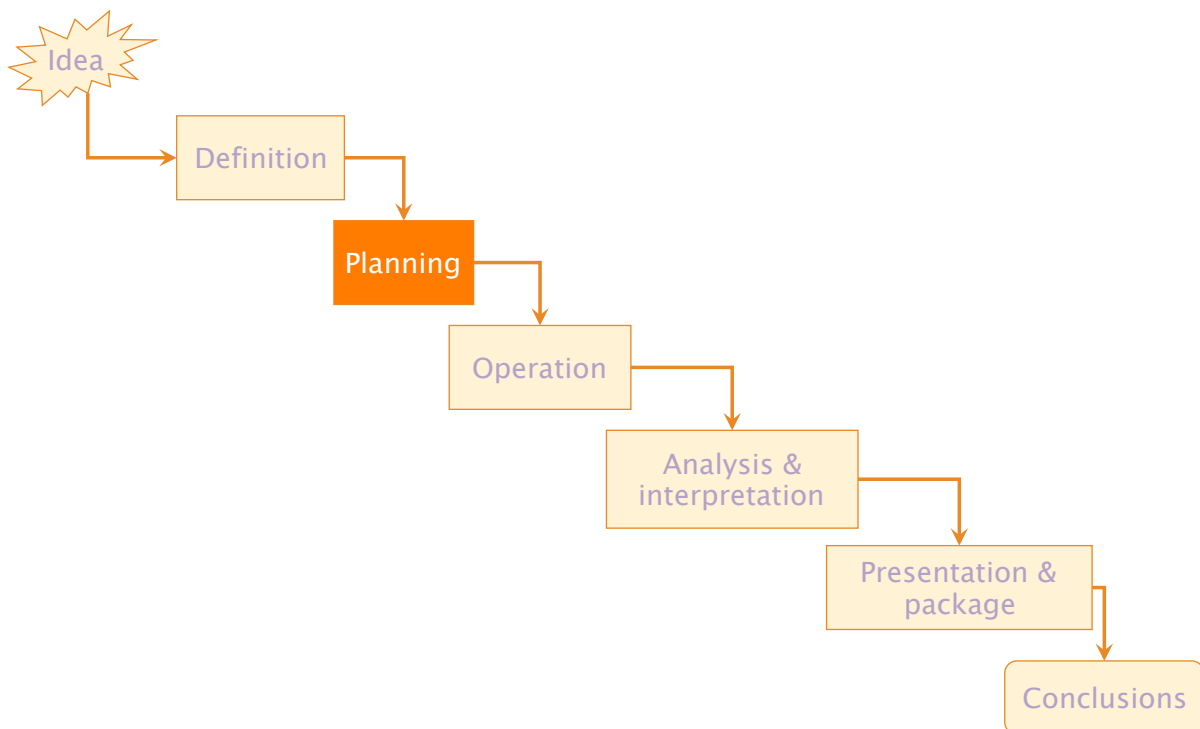 Idea
Definition
Planning
Operation
Analysis &
interpretation
Presentation &
package
Conclusions